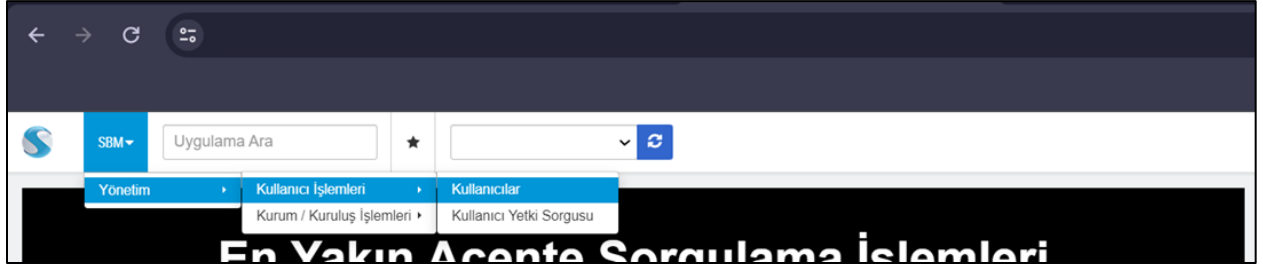 SBM
Uygulama Ara
Yönetim
Kullanıcı İşlemleri
Kullanıcılar
Kurum / Kuruluş İşlemleri
Kullanıcı Yetki Sorgusu
En Yakın Acente Sorgulama İşlemleri